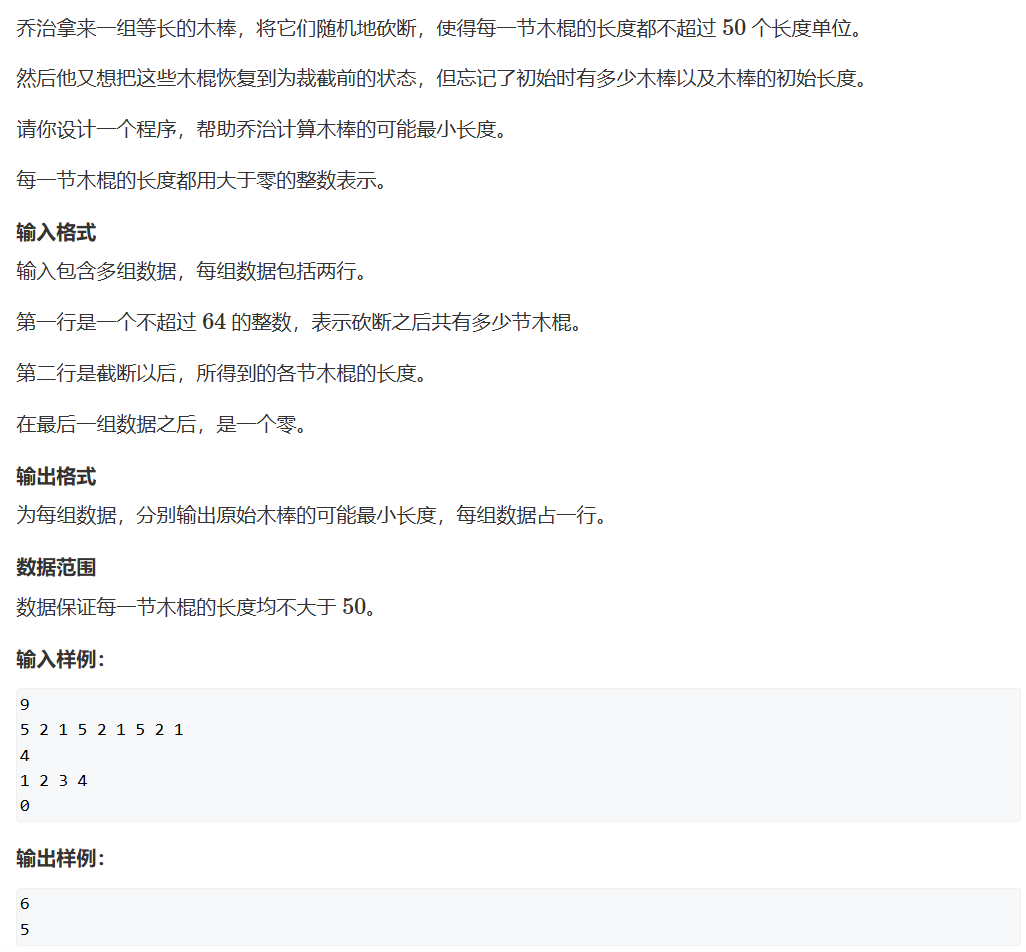 乔治拿来一组等长的木棒，将它们随机地砍断，使得每一节木棍的长度都不超过 50 个长度单位。
然后他又想把这些木棍恢复到为裁截前的状态，但忘记了初始时有多少木棒以及木棒的初始长度。
请你设计一个程序，帮助乔治计算木棒的可能最小长度。
每一节木棍的长度都用大于零的整数表示。
输入格式
输入包含多组数据，每组数据包括两行。
第一行是一个不超过 64 的整数，表示砍断之后共有多少节木棍。
第二行是截断以后，所得到的各节木棍的长度。
在最后一组数据之后，是一个零。
输出格式
为每组数据，分别输出原始木棒的可能最小长度，每组数据占一行。
数据范围
数据保证每一节木棍的长度均不大于 50。
输入样例：
9
5 2 1 5 2 1 5 2 1
4
1 2 3 4
0
输出样例：
6
5